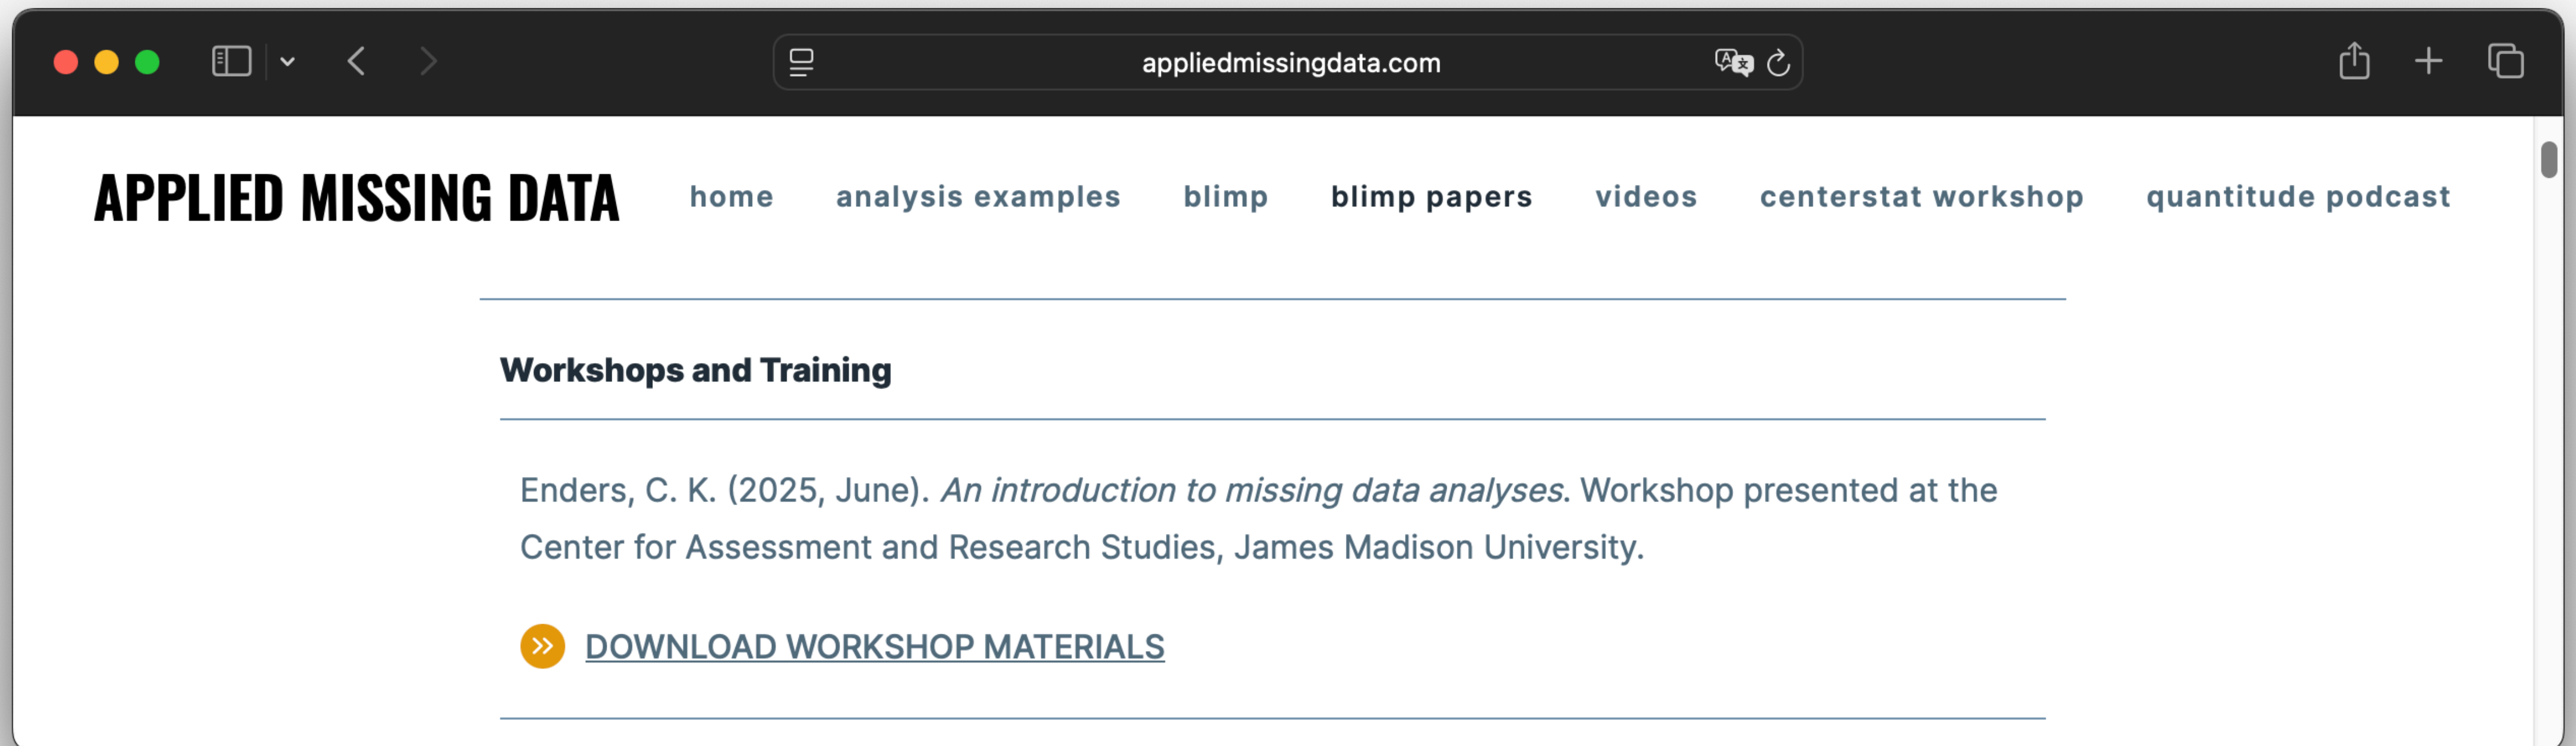 appliedmissingdata.com
APPLIED MISSING DATA
home analysis examples blimp blimp papers videos centerstat workshop quantitude podcast
Workshops and Training
Enders, C. K. (2025, June). An introduction to missing data analyses. Workshop presented at the
Center for Assessment and Research Studies, James Madison University.
DOWNLOAD WORKSHOP MATERIALS